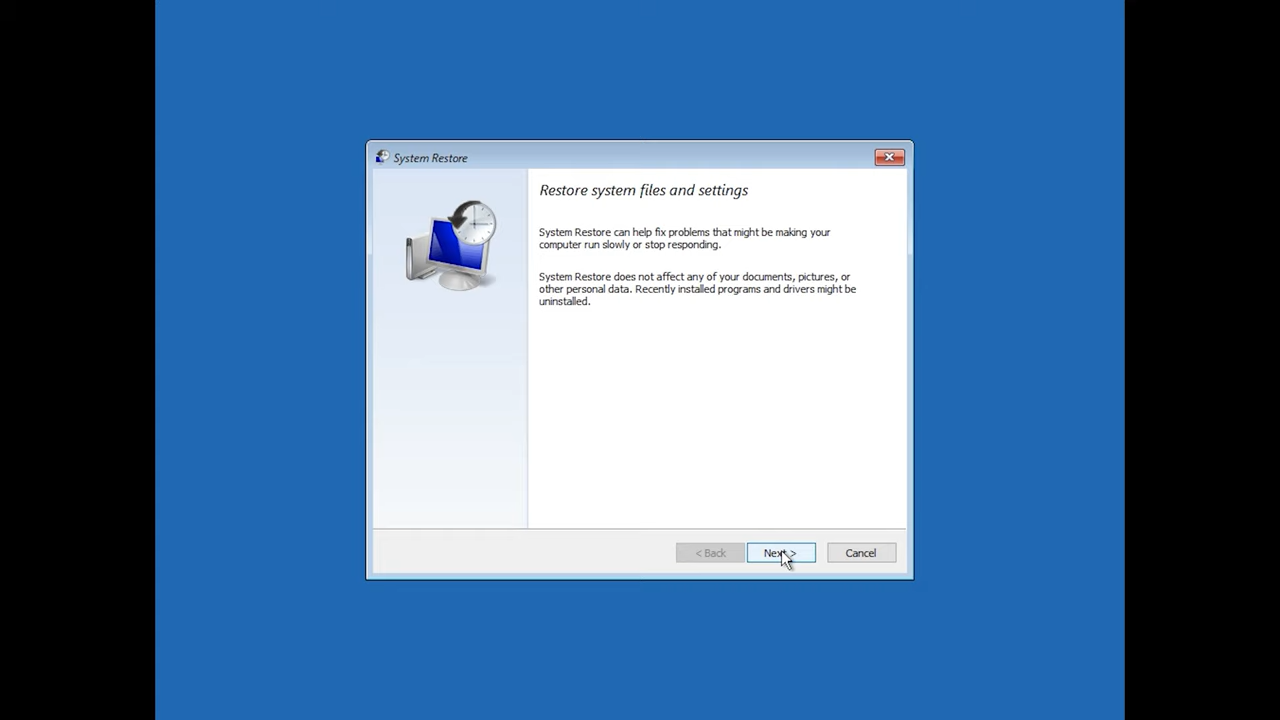 System Restore
Restore system files and settings
System Restore can help fix problems that might be making your
computer run slowly or stop responding.
System Restore does not affect any of your documents, pictures, or
other personal data. Recently installed programs and drivers might be
uninstalled.
< Back
Next >
Cancel